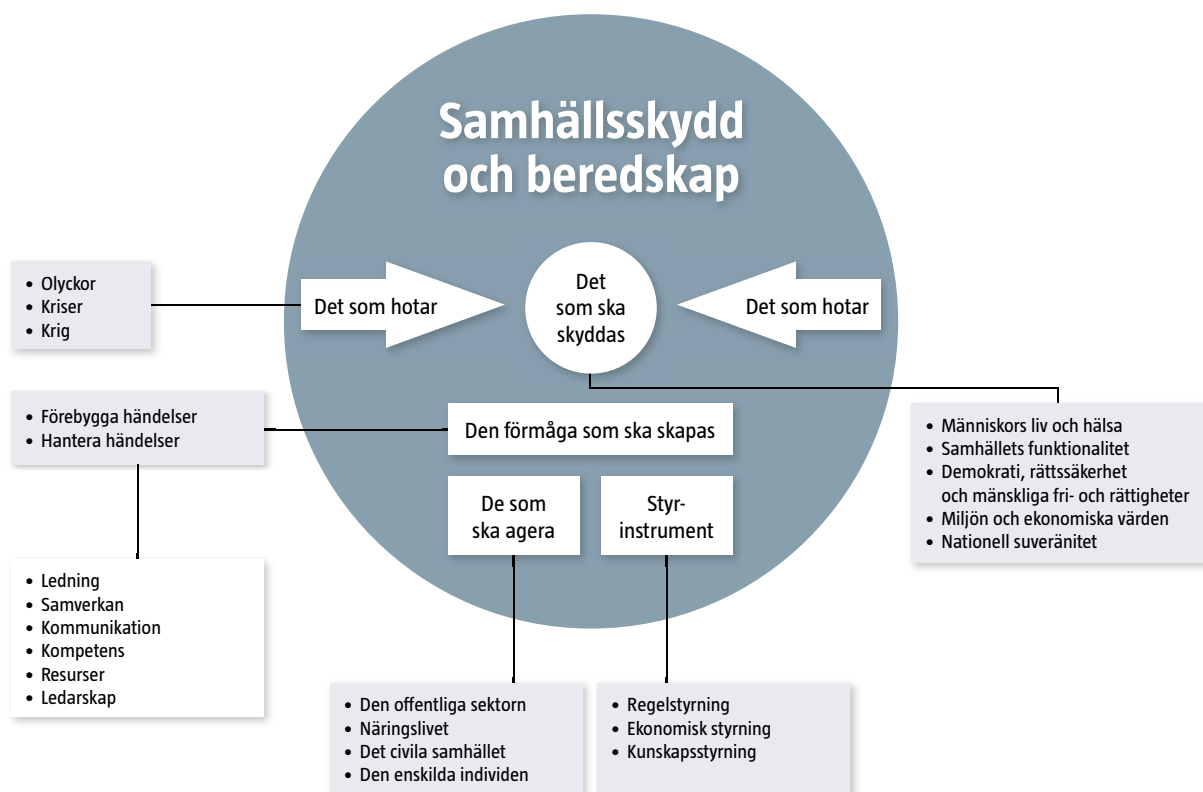 Samhällsskydd
och beredskap
• Olyckor
• Kriser
• Krig
Det som hotar
Det
som ska
skyddas
Det som hotar
• Förebygga händelser
• Hantera händelser
Den förmåga som ska skapas
• Människors liv och hälsa
• Samhällets funktionalitet
• Demokrati, rättssäkerhet
och mänskliga fri- och rättigheter
• Miljön och ekonomiska värden
• Nationell suveränitet
De som
ska agera
Styr-
instrument
• Ledning
• Samverkan
• Kommunikation
• Kompetens
• Resurser
• Ledarskap
• Den offentliga sektorn
• Näringslivet
• Det civila samhället
• Den enskilda individen
• Regelstyrning
• Ekonomisk styrning
• Kunskapsstyrning